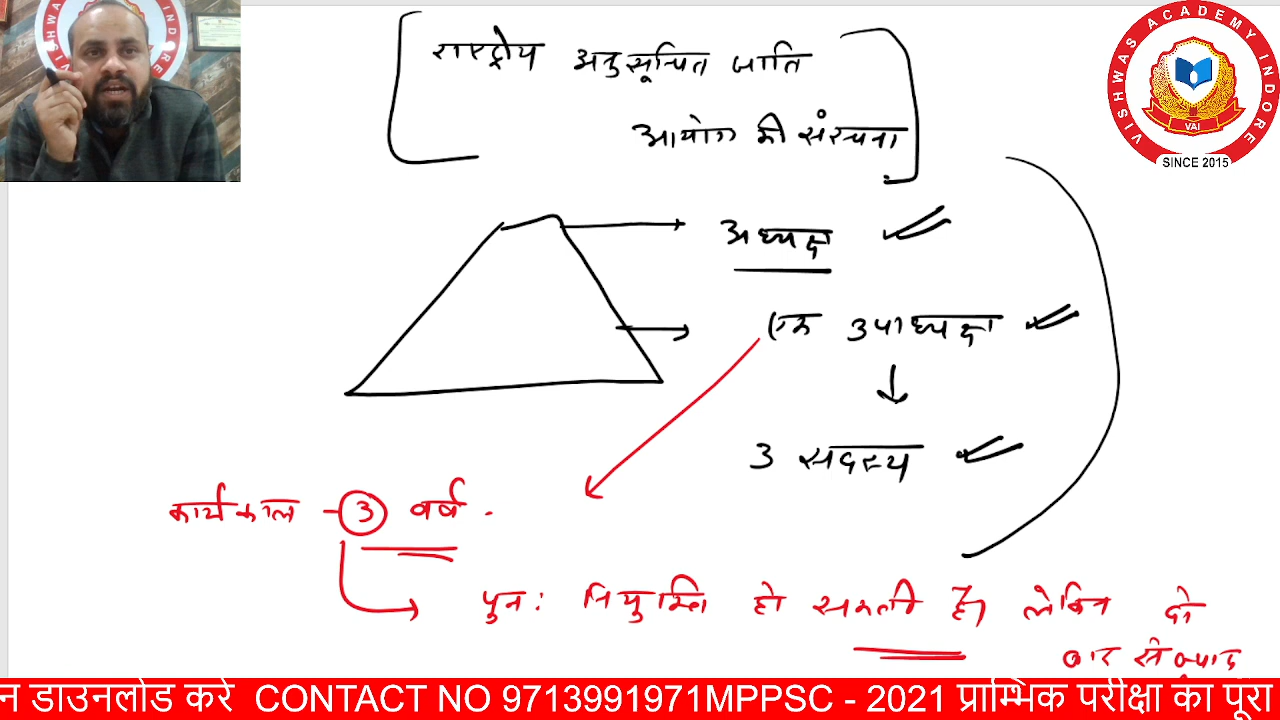 राष्ट्रीय अनुसूचित जाति
आयोग की संरचना
VISHWAS ACADEMY INDORE
VAI
SINCE 2015
अध्यक्ष
एक उपाध्यक्ष
3 सदस्य
कार्यकाल - 3 वर्ष .
पुन: नियुक्ति हो सकती है। लेकिन दो
बार से ज्याद
न डाउनलोड करे CONTACT NO 9713991971MPPSC - 2021 प्राम्भिक परीक्षा का पूरा